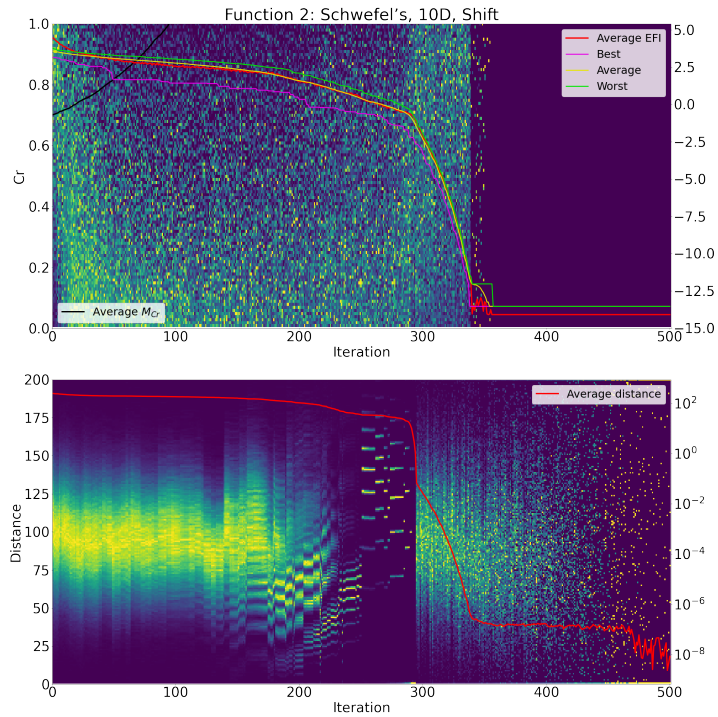 Function 2: Schwefel's, 10D, Shift
1.0
0.8
0.6
0.4
0.2
0.0
Cr
5.0
2.5
0.0
−2.5
−5.0
−7.5
−10.0
−12.5
−15.0
Average EFI
Best
Average
Worst
Average M_Cr
0 100 200 300 400 500
Iteration
200
175
150
125
100
75
50
25
0
Distance
Average distance
10²
10⁰
10⁻²
10⁻⁴
10⁻⁶
10⁻⁸
0 100 200 300 400 500
Iteration